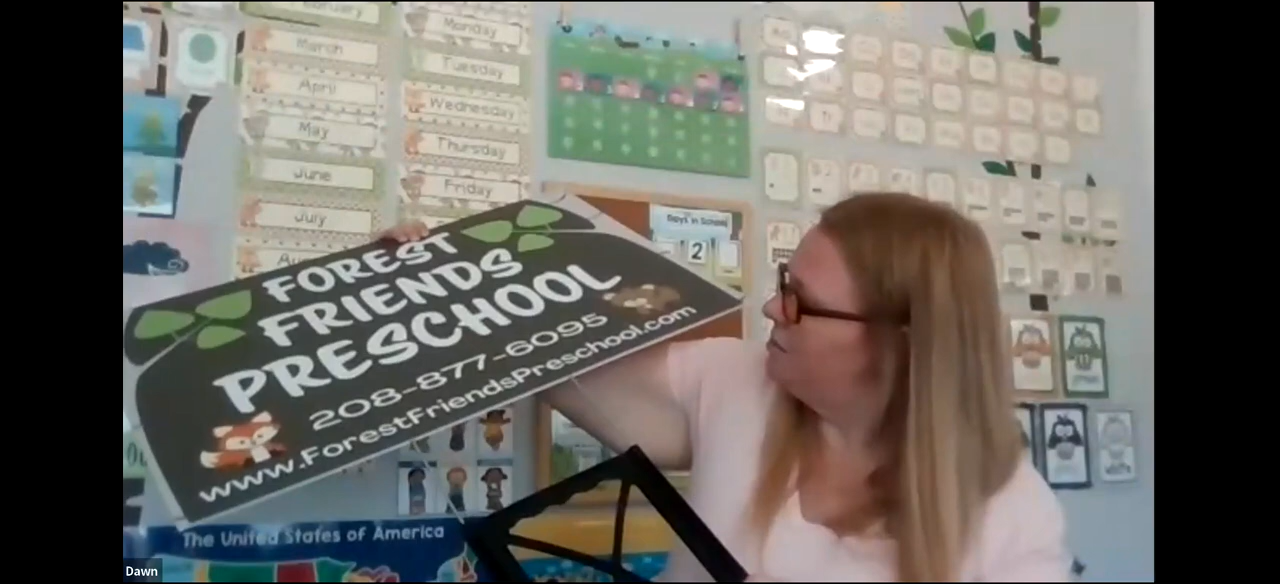 February
March
April
May
June
July
Monday
Tuesday
Wednesday
Thursday
Friday
Days in School
2
FOREST
FRIENDS
PRESCHOOL
208-877-6095
www.ForestFriendsPreschool.com
The United States of America
Dawn